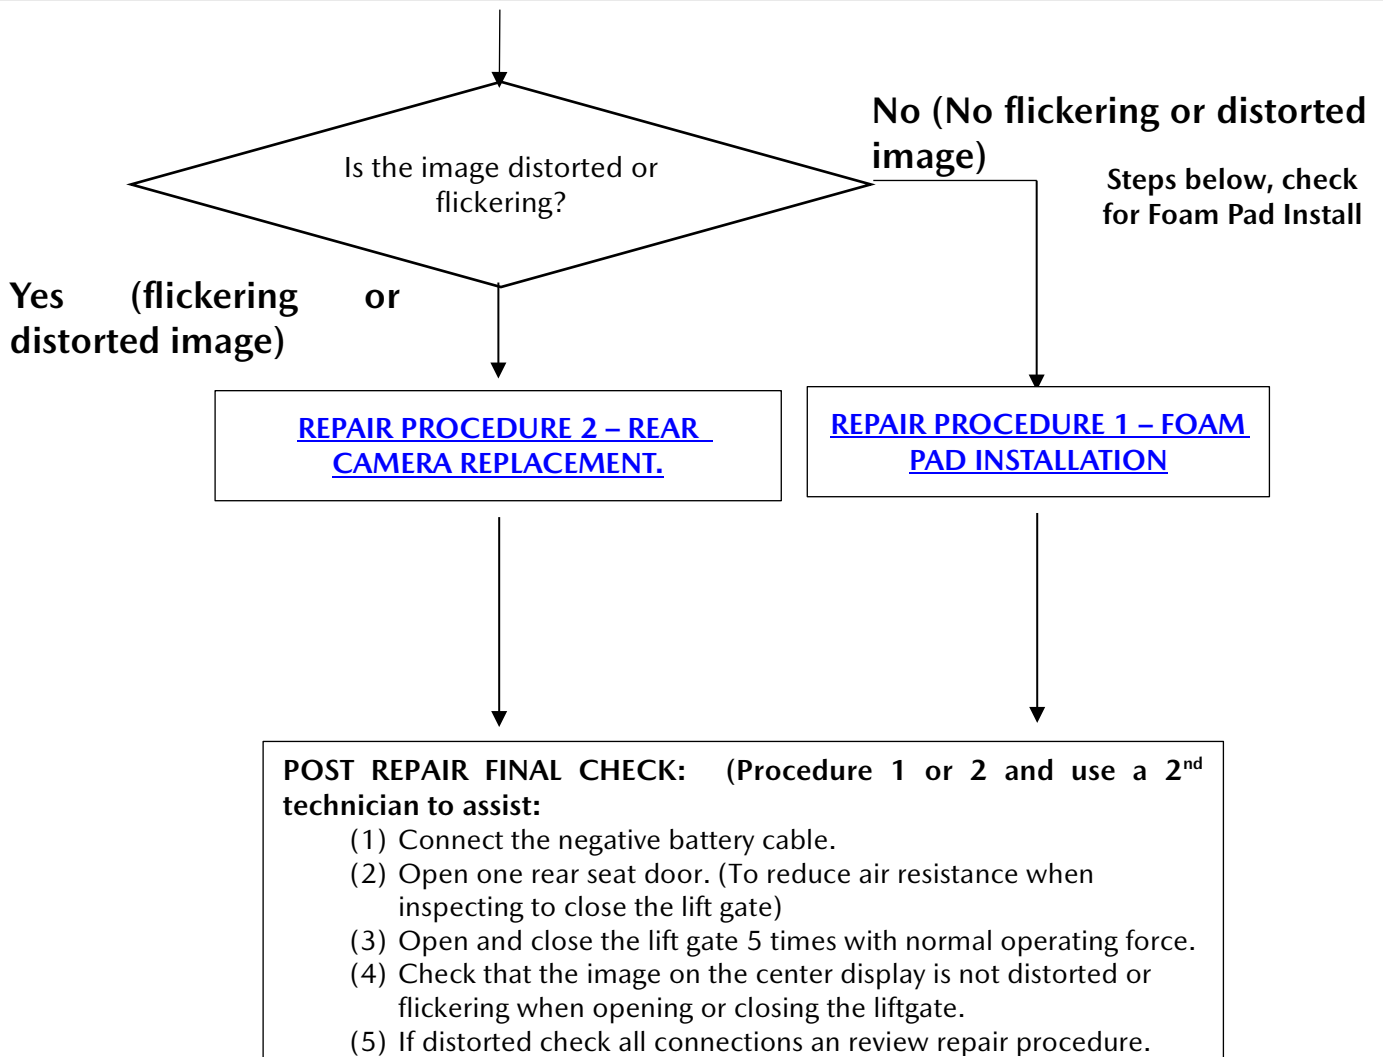 Is the image distorted or
flickering?
No (No flickering or distorted
image)
Steps below, check
for Foam Pad Install
Yes (flickering or
distorted image)
REPAIR PROCEDURE 2 – REAR
CAMERA REPLACEMENT.
REPAIR PROCEDURE 1 – FOAM
PAD INSTALLATION
POST REPAIR FINAL CHECK: (Procedure 1 or 2 and use a 2nd
technician to assist:
(1) Connect the negative battery cable.
(2) Open one rear seat door. (To reduce air resistance when
inspecting to close the lift gate)
(3) Open and close the lift gate 5 times with normal operating force.
(4) Check that the image on the center display is not distorted or
flickering when opening or closing the liftgate.
(5) If distorted check all connections an review repair procedure.